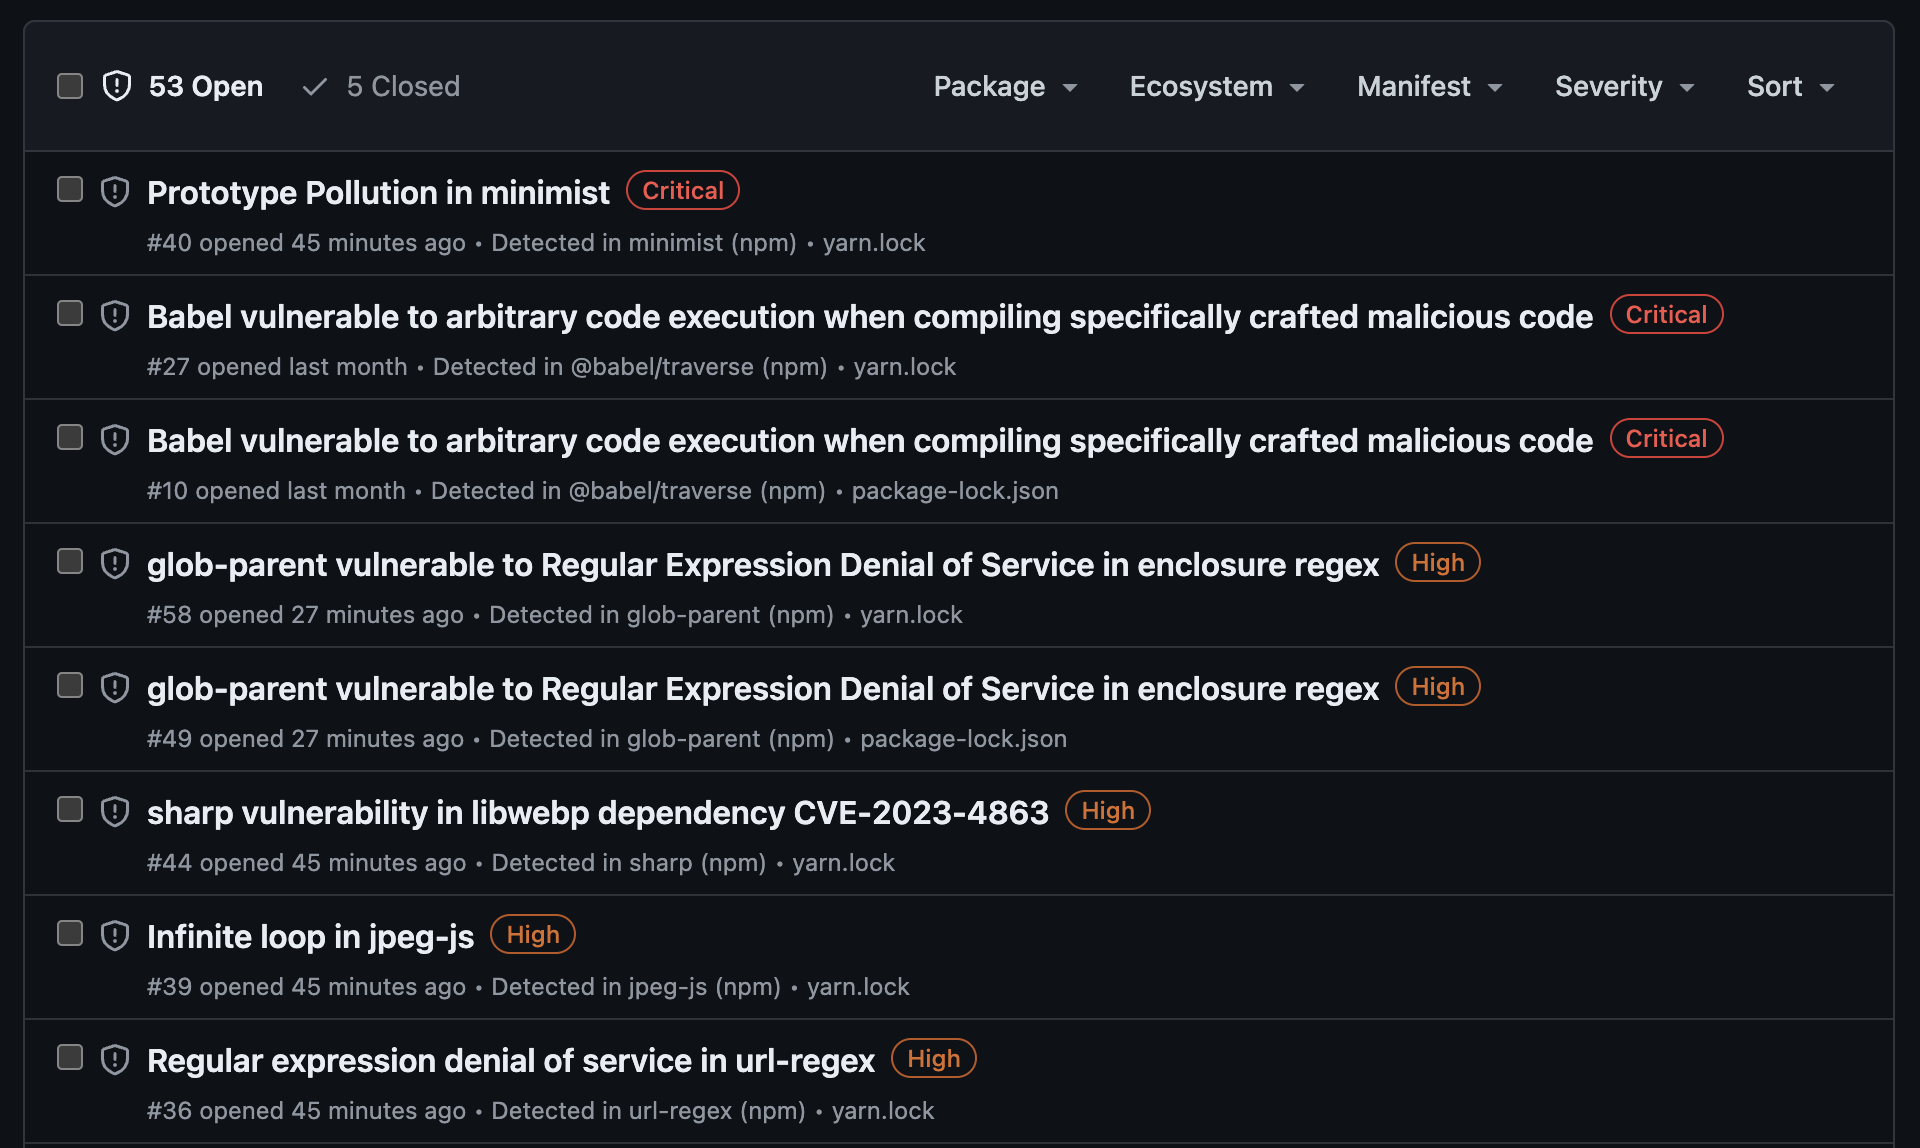 53 Open 5 Closed Package Ecosystem Manifest Severity Sort
Prototype Pollution in minimist Critical
#40 opened 45 minutes ago • Detected in minimist (npm) • yarn.lock
Babel vulnerable to arbitrary code execution when compiling specifically crafted malicious code Critical
#27 opened last month • Detected in @babel/traverse (npm) • yarn.lock
Babel vulnerable to arbitrary code execution when compiling specifically crafted malicious code Critical
#10 opened last month • Detected in @babel/traverse (npm) • package-lock.json
glob-parent vulnerable to Regular Expression Denial of Service in enclosure regex High
#58 opened 27 minutes ago • Detected in glob-parent (npm) • yarn.lock
glob-parent vulnerable to Regular Expression Denial of Service in enclosure regex High
#49 opened 27 minutes ago • Detected in glob-parent (npm) • package-lock.json
sharp vulnerability in libwebp dependency CVE-2023-4863 High
#44 opened 45 minutes ago • Detected in sharp (npm) • yarn.lock
Infinite loop in jpeg-js High
#39 opened 45 minutes ago • Detected in jpeg-js (npm) • yarn.lock
Regular expression denial of service in url-regex High
#36 opened 45 minutes ago • Detected in url-regex (npm) • yarn.lock